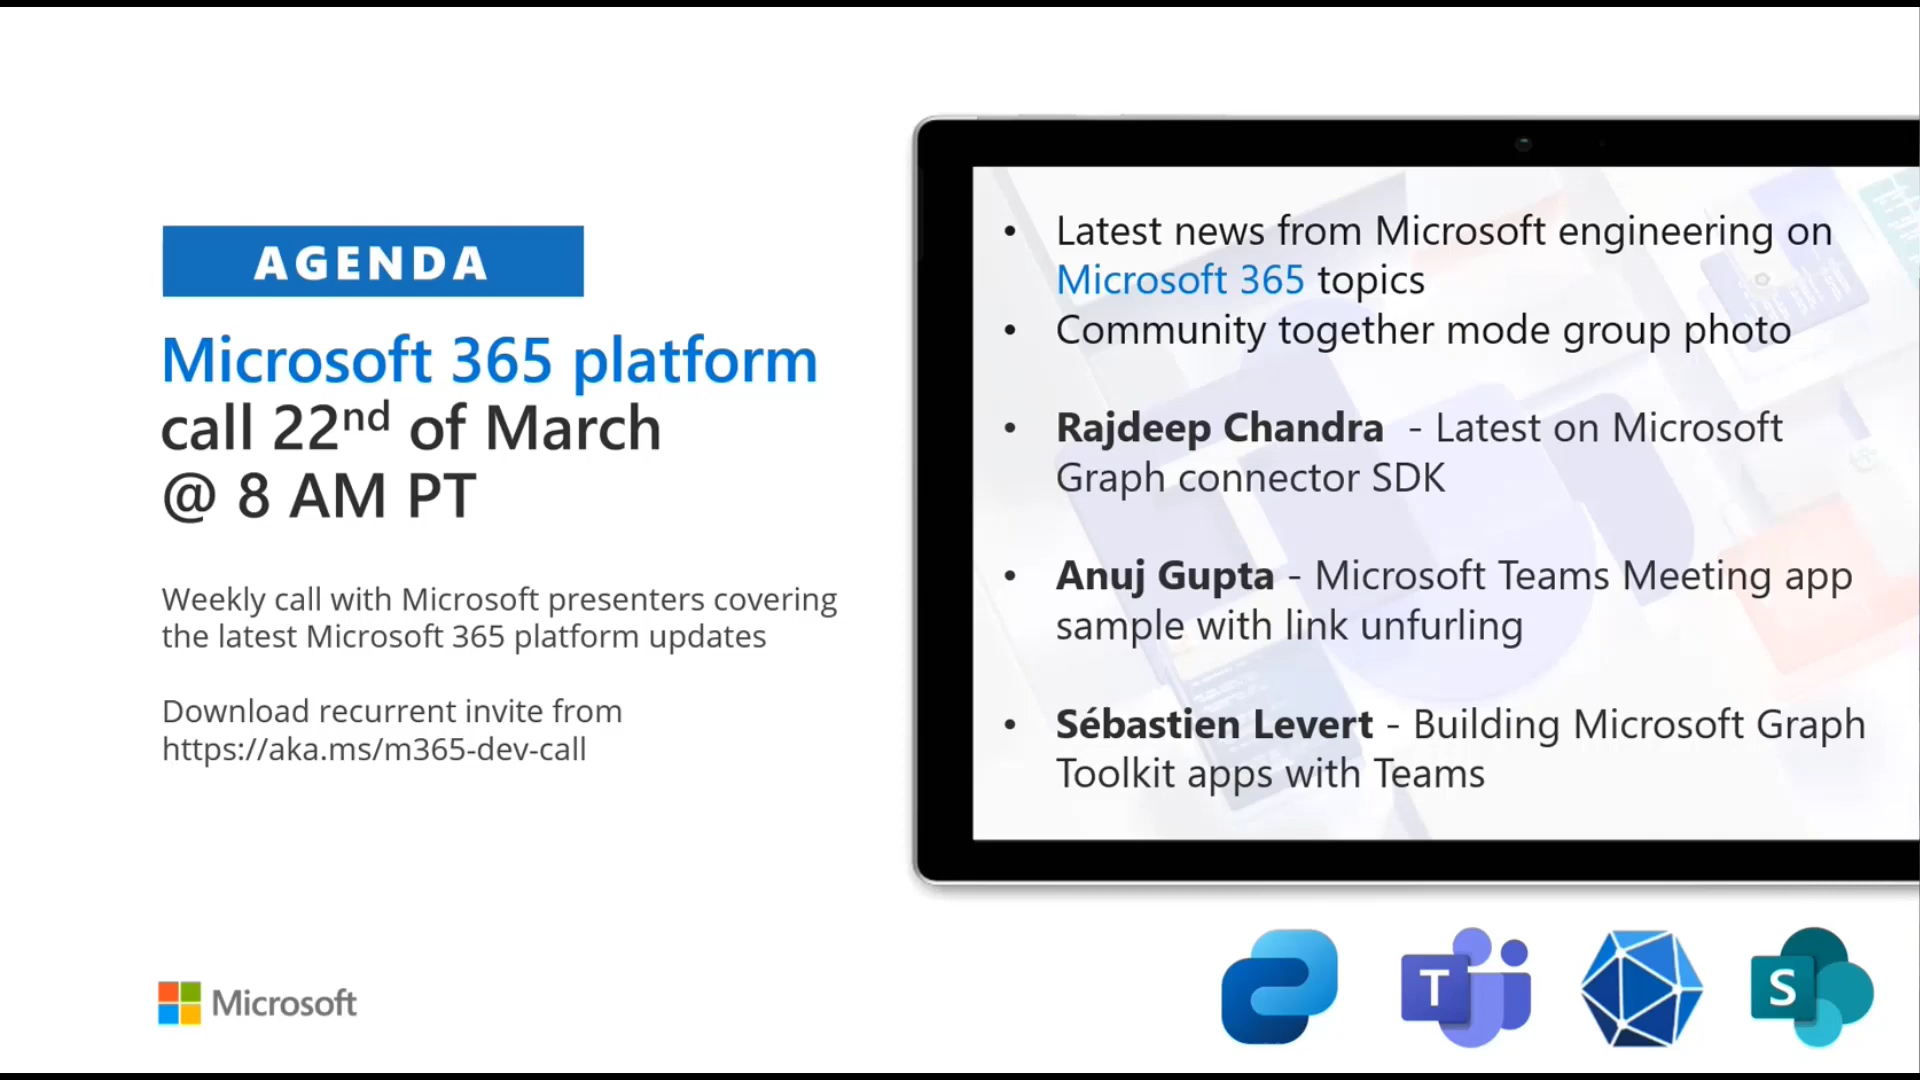 AGENDA
Microsoft 365 platform
call 22nd of March
@ 8 AM PT
Weekly call with Microsoft presenters covering
the latest Microsoft 365 platform updates
Download recurrent invite from
https://aka.ms/m365-dev-call
Microsoft
• Latest news from Microsoft engineering on
Microsoft 365 topics
• Community together mode group photo
• Rajdeep Chandra - Latest on Microsoft
Graph connector SDK
• Anuj Gupta - Microsoft Teams Meeting app
sample with link unfurling
• Sébastien Levert - Building Microsoft Graph
Toolkit apps with Teams
T
S